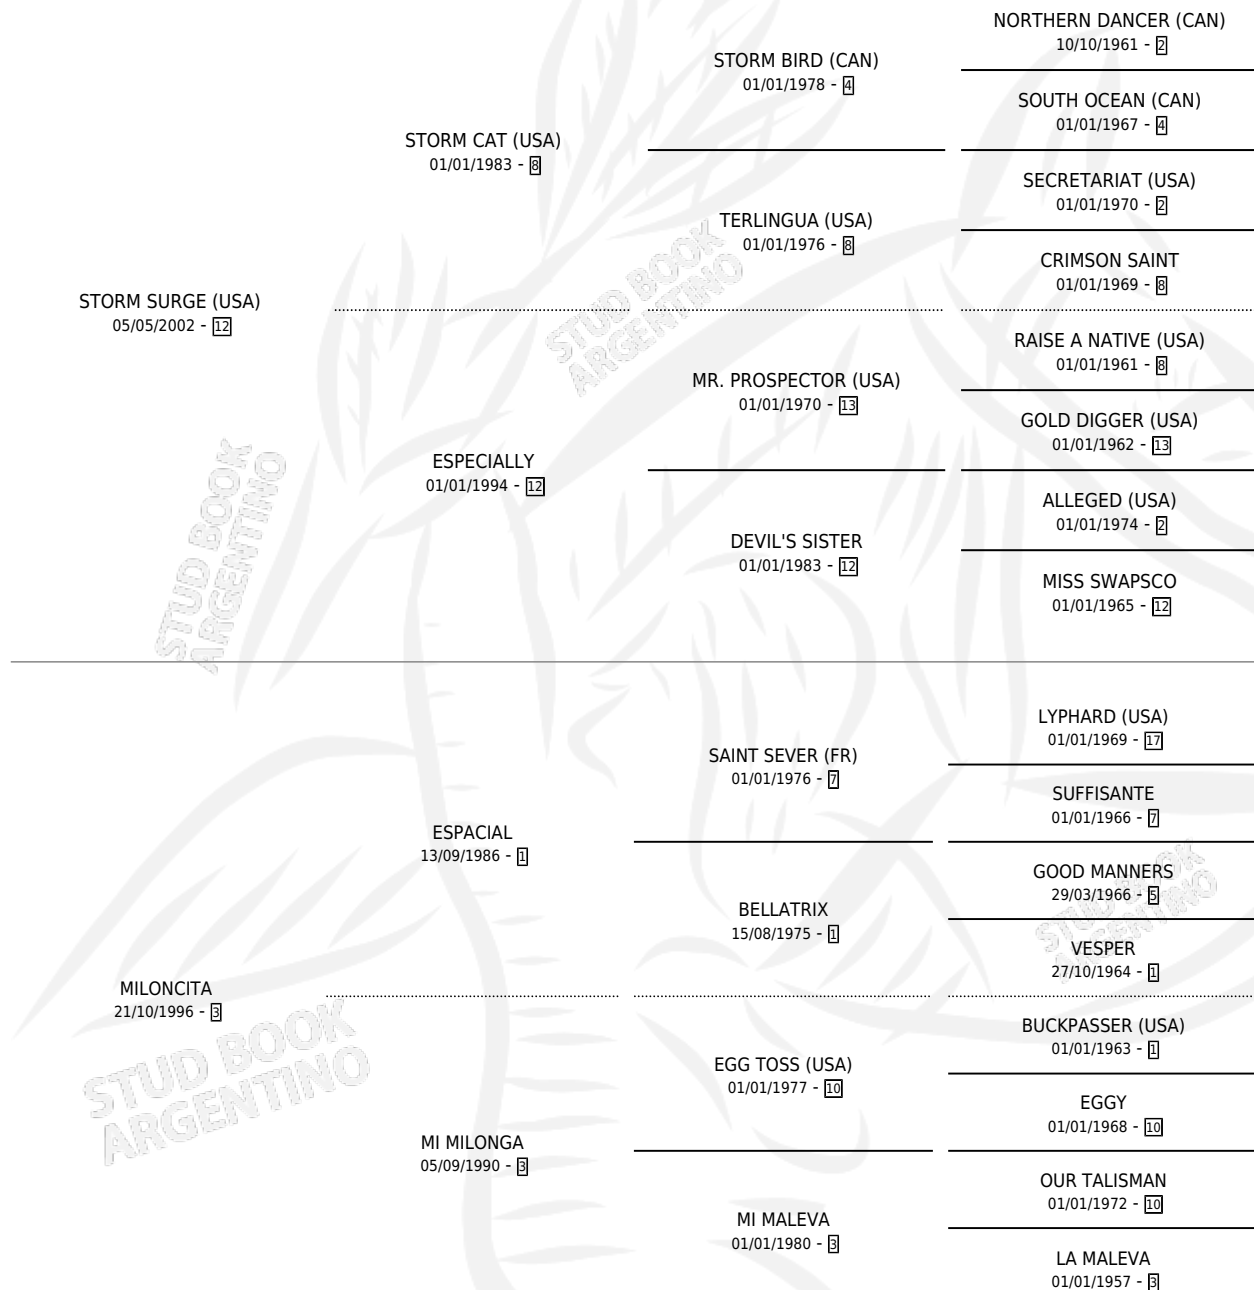 NORTHERN DANCER (CAN)
10/10/1961 - 2
STORM BIRD (CAN)
01/01/1978 - 4
SOUTH OCEAN (CAN)
01/01/1967 - 4
STORM CAT (USA)
01/01/1983 - 8
SECRETARIAT (USA)
01/01/1970 - 2
TERLINGUA (USA)
01/01/1976 - 8
CRIMSON SAINT
01/01/1969 - 8
STORM SURGE (USA)
05/05/2002 - 12
STUD BOOK
ARGENTINO
RAISE A NATIVE (USA)
01/01/1961 - 8
MR. PROSPECTOR (USA)
01/01/1970 - 13
GOLD DIGGER (USA)
01/01/1962 - 13
ESPECIALLY
01/01/1994 - 12
ALLEGED (USA)
01/01/1974 - 2
DEVIL'S SISTER
01/01/1983 - 12
MISS SWAPSCO
01/01/1965 - 12
STUD BOOK
ARGENTINO
LYPHARD (USA)
01/01/1969 - 17
SAINT SEVER (FR)
01/01/1976 - 7
SUFFISANTE
01/01/1966 - 7
ESPACIAL
13/09/1986 - 1
GOOD MANNERS
29/03/1966 - 5
BELLATRIX
15/08/1975 - 1
STUD BOOK
ARGENTINO
VESPER
27/10/1964 - 1
MILONCITA
21/10/1996 - 3
STUD BOOK
ARGENTINO
BUCKPASSER (USA)
01/01/1963 - 1
EGG TOSS (USA)
01/01/1977 - 10
EGGY
01/01/1968 - 10
MI MILONGA
05/09/1990 - 3
OUR TALISMAN
01/01/1972 - 10
MI MALEVA
01/01/1980 - 3
LA MALEVA
01/01/1957 - 3